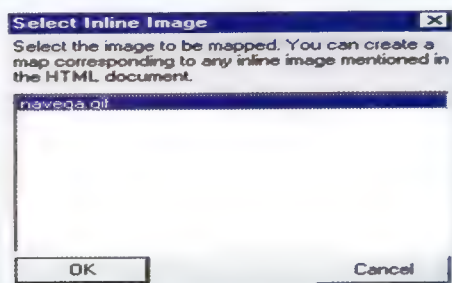 Select Inline Image
Select the image to be mapped. You can create a
map corresponding to any inline image mentioned in
the HTML document.
navega.gif
OK
Cancel